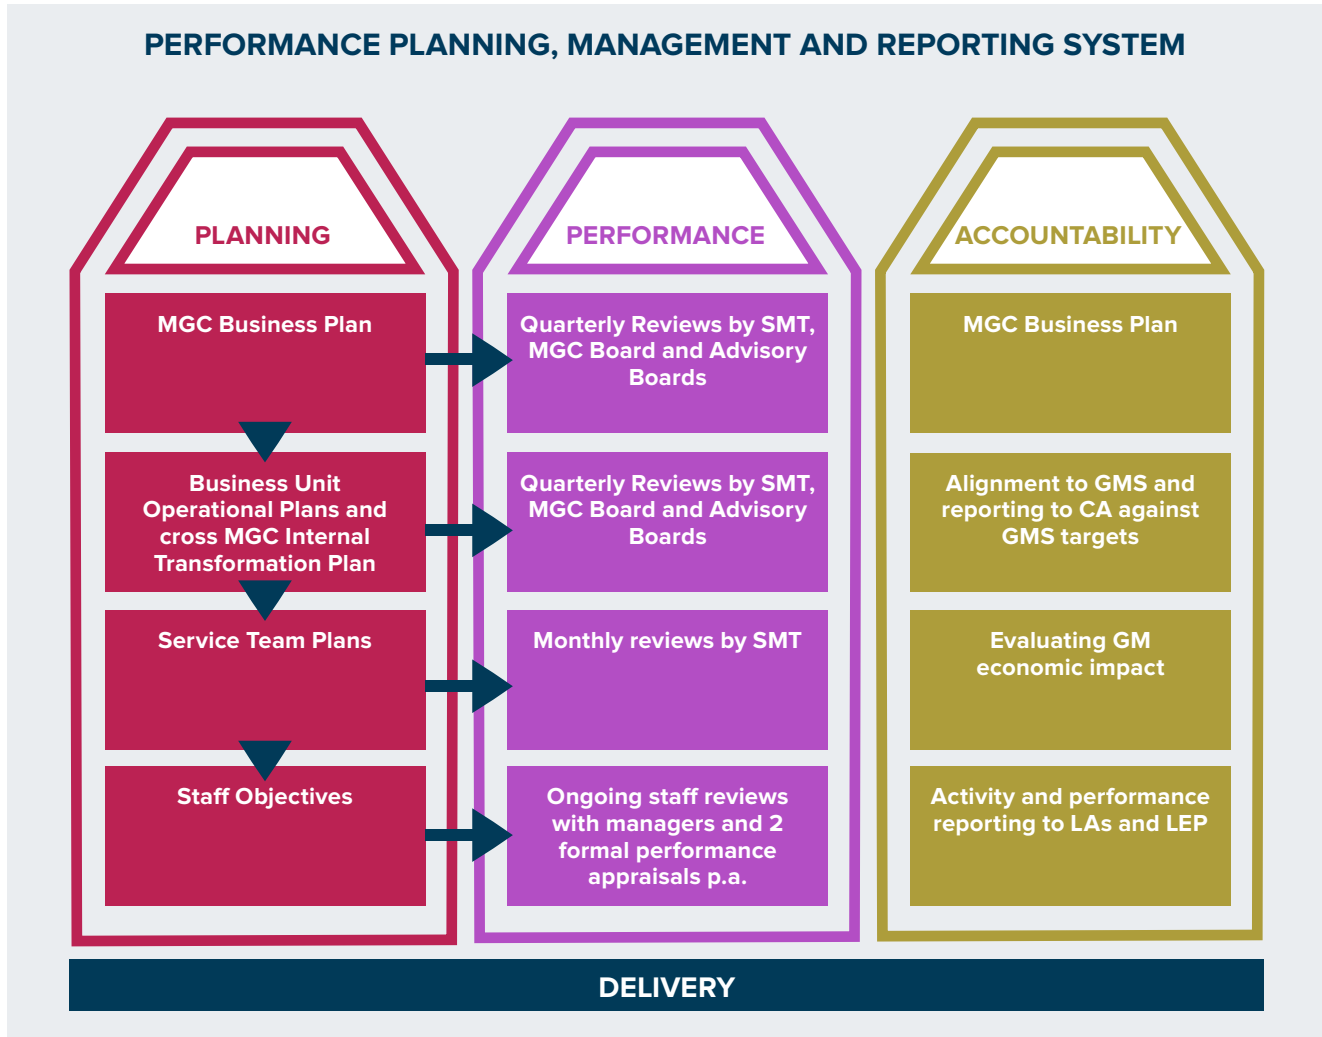 PERFORMANCE PLANNING, MANAGEMENT AND REPORTING SYSTEM
PLANNING
MGC Business Plan
Business Unit
Operational Plans and
cross MGC Internal
Transformation Plan
Service Team Plans
Staff Objectives
PERFORMANCE
Quarterly Reviews by SMT,
MGC Board and Advisory
Boards
Quarterly Reviews by SMT,
MGC Board and Advisory
Boards
Monthly reviews by SMT
Ongoing staff reviews
with managers and 2
formal performance
appraisals p.a.
ACCOUNTABILITY
MGC Business Plan
Alignment to GMS and
reporting to CA against
GMS targets
Evaluating GM
economic impact
Activity and performance
reporting to LAs and LEP
DELIVERY